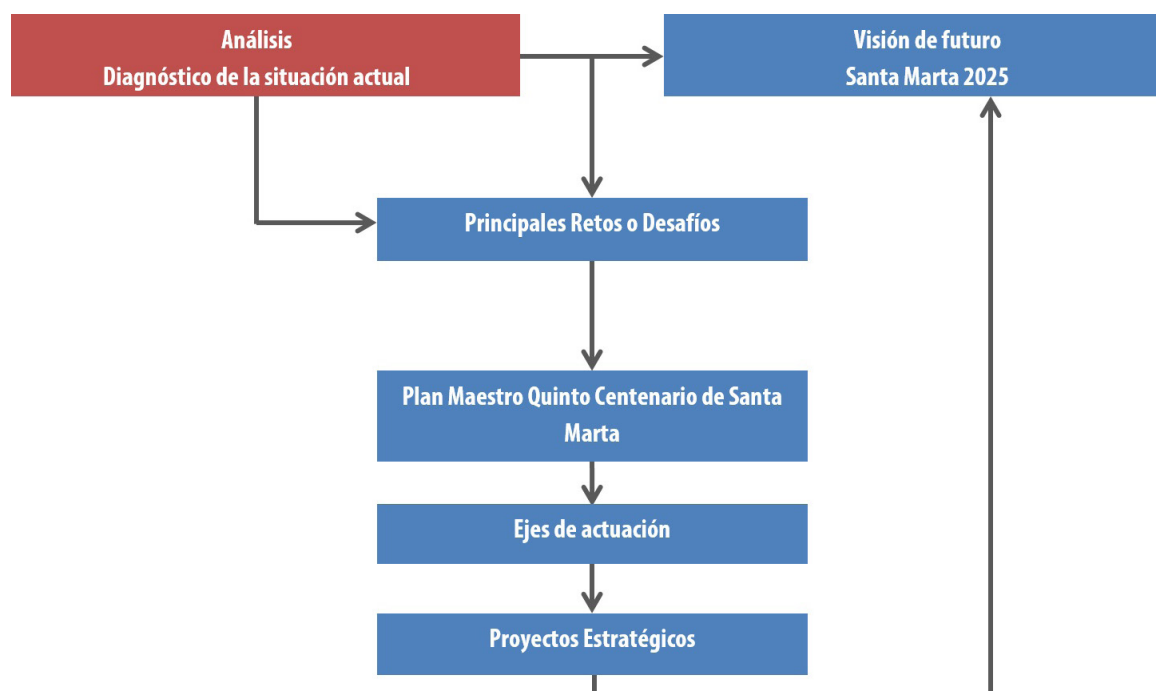 Análisis
Diagnóstico de la situación actual
Visión de futuro
Santa Marta 2025
Principales Retos o Desafíos
Plan Maestro Quinto Centenario de Santa
Marta
Ejes de actuación
Proyectos Estratégicos